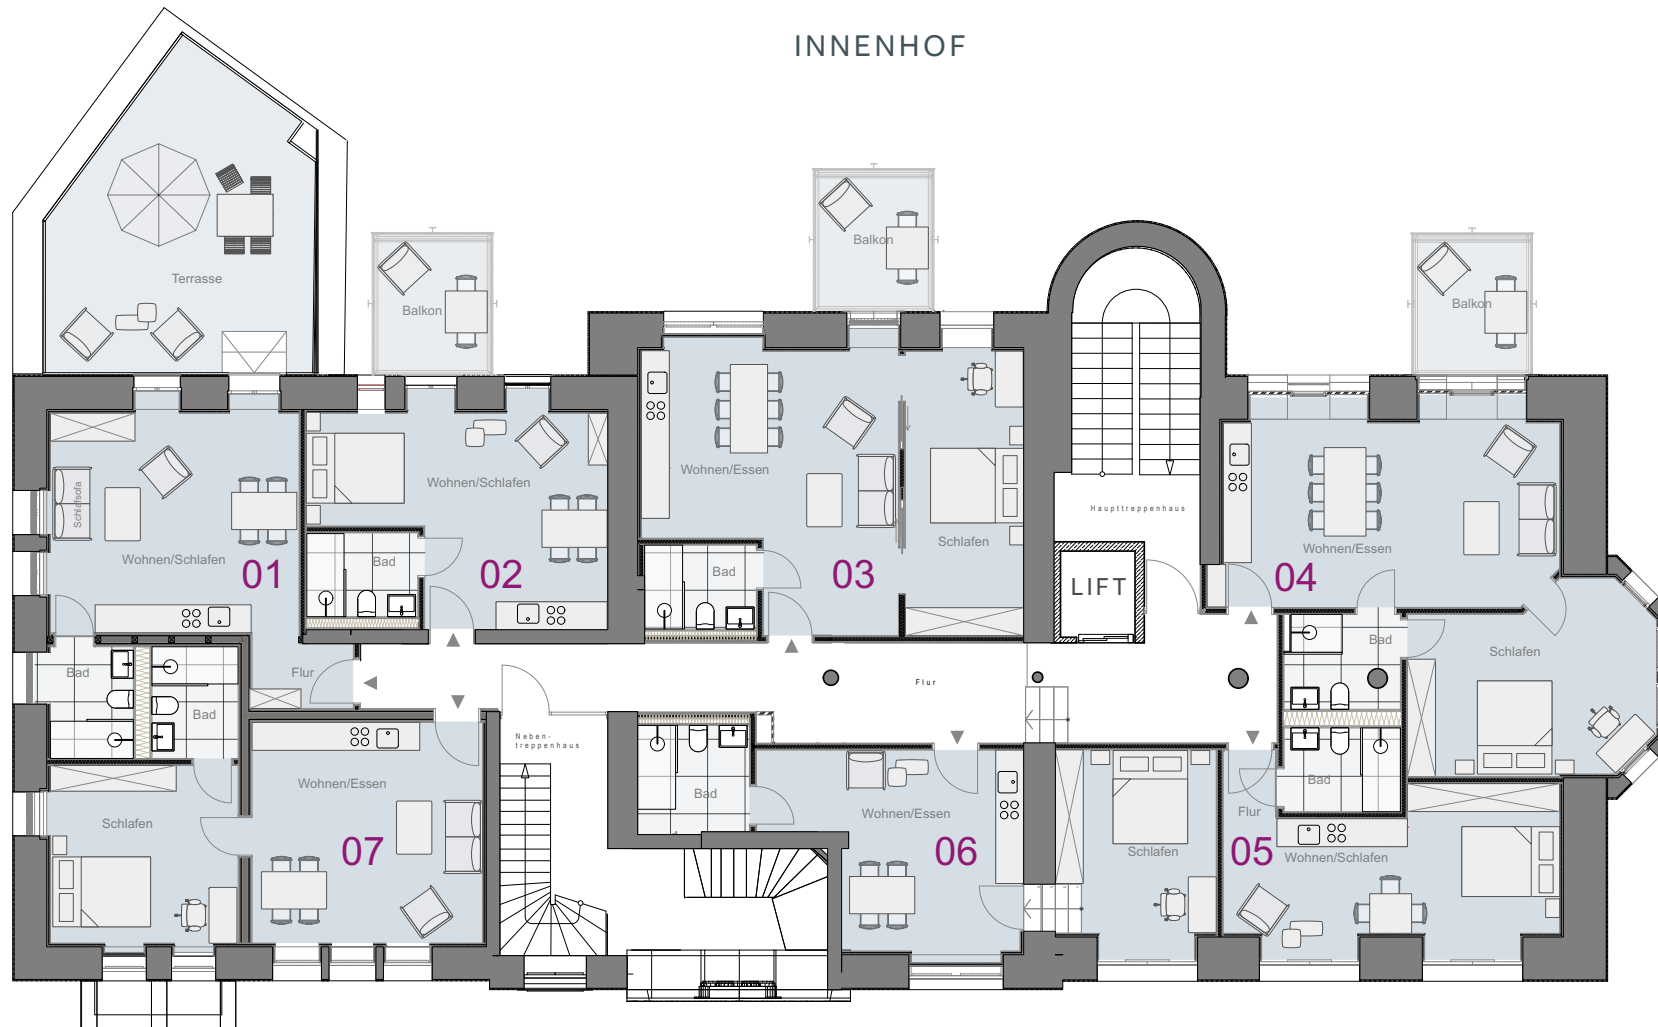 INNENHOF
Terrasse
Balkon
Balkon
Balkon
Schlafsofa
Wohnen/Schlafen
01
Wohnen/Schlafen
Bad
02
Wohnen/Essen
Schlafen
Bad
03
Haupttreppenhaus
LIFT
Wohnen/Essen
04
Bad
Schlafen
Bad
Bad
Flur
Flur
Neben-
treppenhaus
Schlafen
Wohnen/Essen
07
Bad
Wohnen/Essen
06
Schlafen
Bad
Flur
05
Wohnen/Schlafen